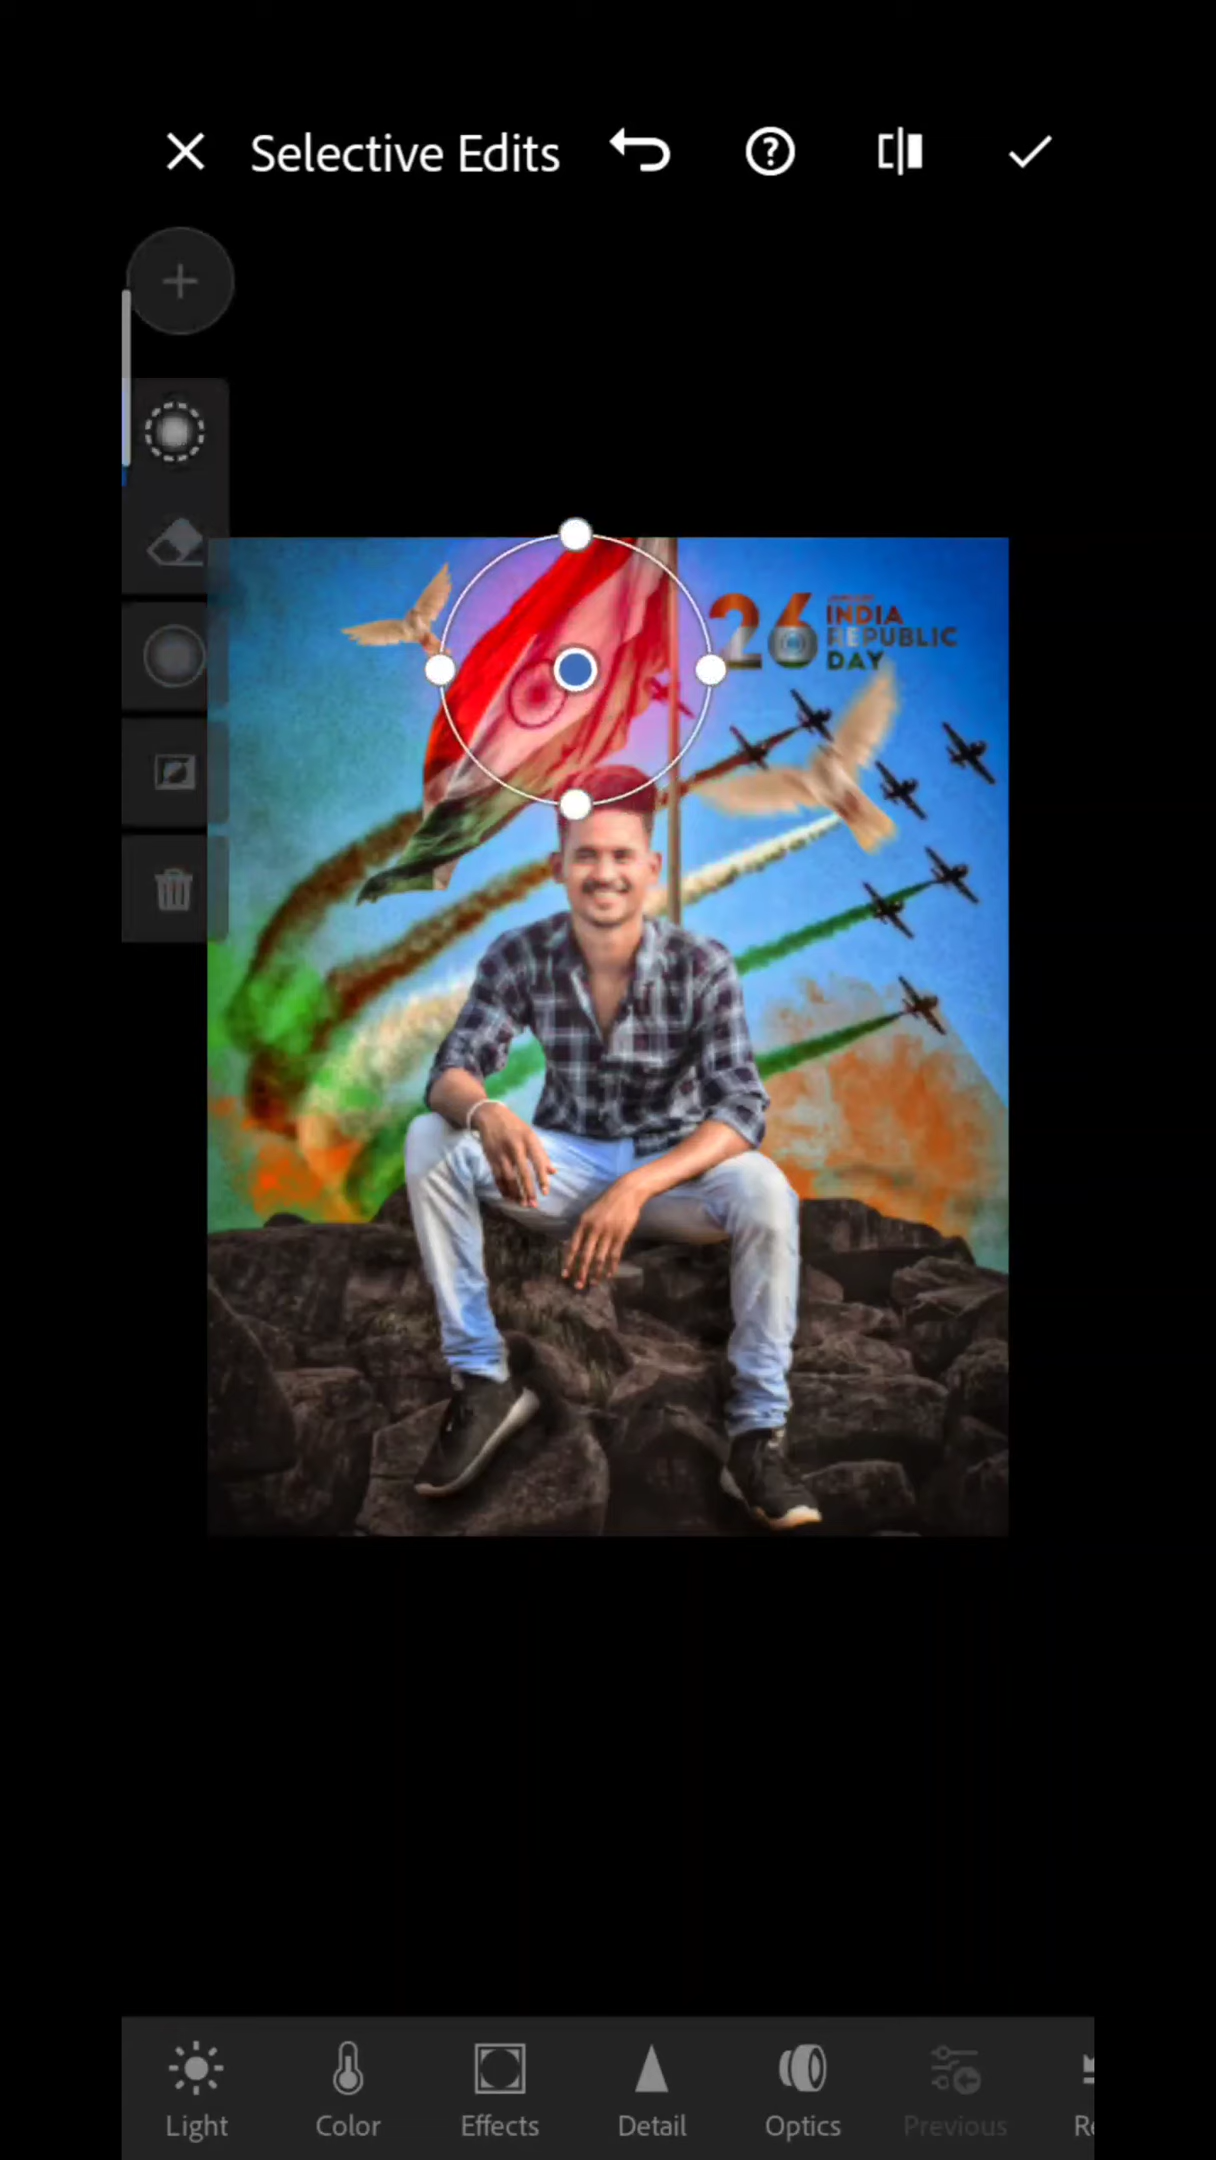 Selective Edits
26
INDIA
REPUBLIC
DAY
Light
Color
Effects
Detail
Optics
Previous